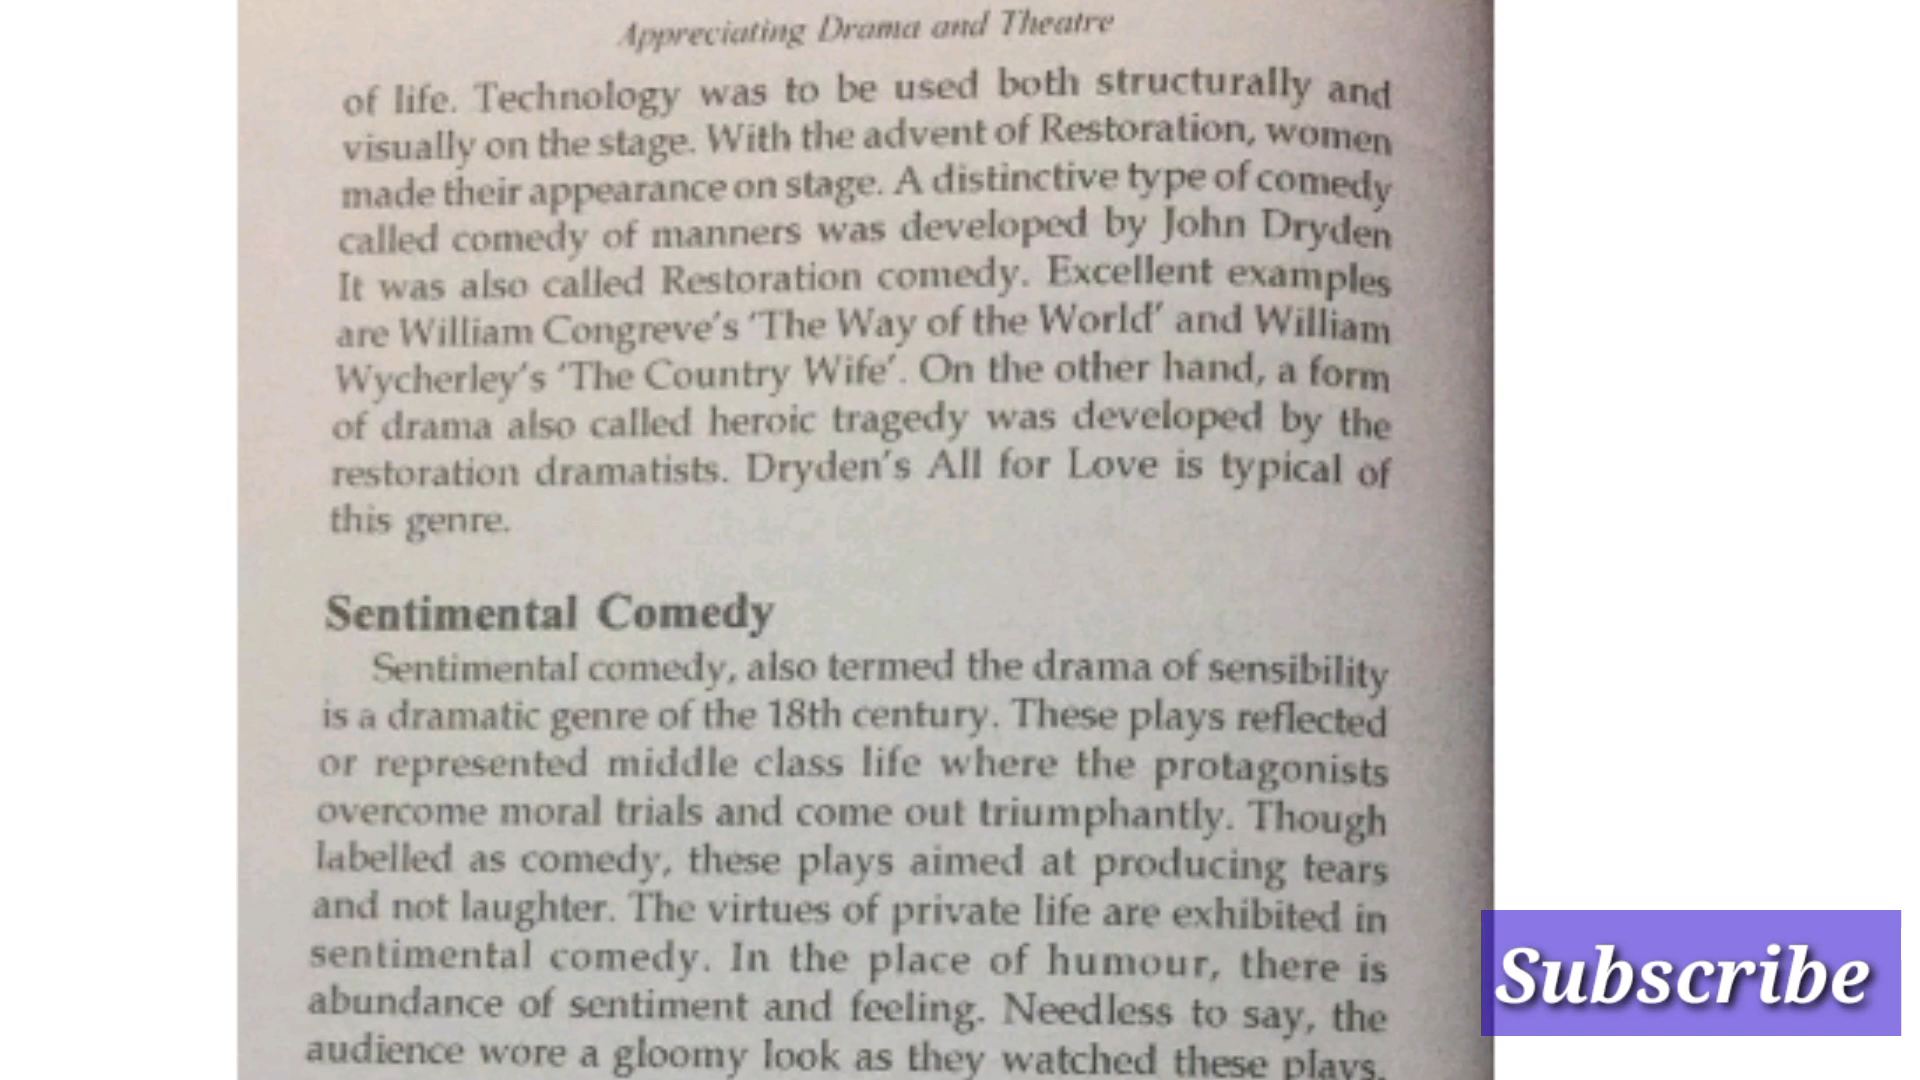 Appreciating Drama and Theatre
of life. Technology was to be used both structurally and
visually on the stage. With the advent of Restoration, women
made their appearance on stage. A distinctive type of comedy
called comedy of manners was developed by John Dryden
It was also called Restoration comedy. Excellent examples
are William Congreve's 'The Way of the World' and William
Wycherley's 'The Country Wife'. On the other hand, a form
of drama also called heroic tragedy was developed by the
restoration dramatists. Dryden's All for Love is typical of
this genre.
Sentimental Comedy
Sentimental comedy, also termed the drama of sensibility
is a dramatic genre of the 18th century. These plays reflected
or represented middle class life where the protagonists
overcome moral trials and come out triumphantly. Though
labelled as comedy, these plays aimed at producing tears
and not laughter. The virtues of private life are exhibited in
sentimental comedy. In the place of humour, there is
abundance of sentiment and feeling. Needless to say, the
audience wore a gloomy look as they watched these plays.
Subscribe